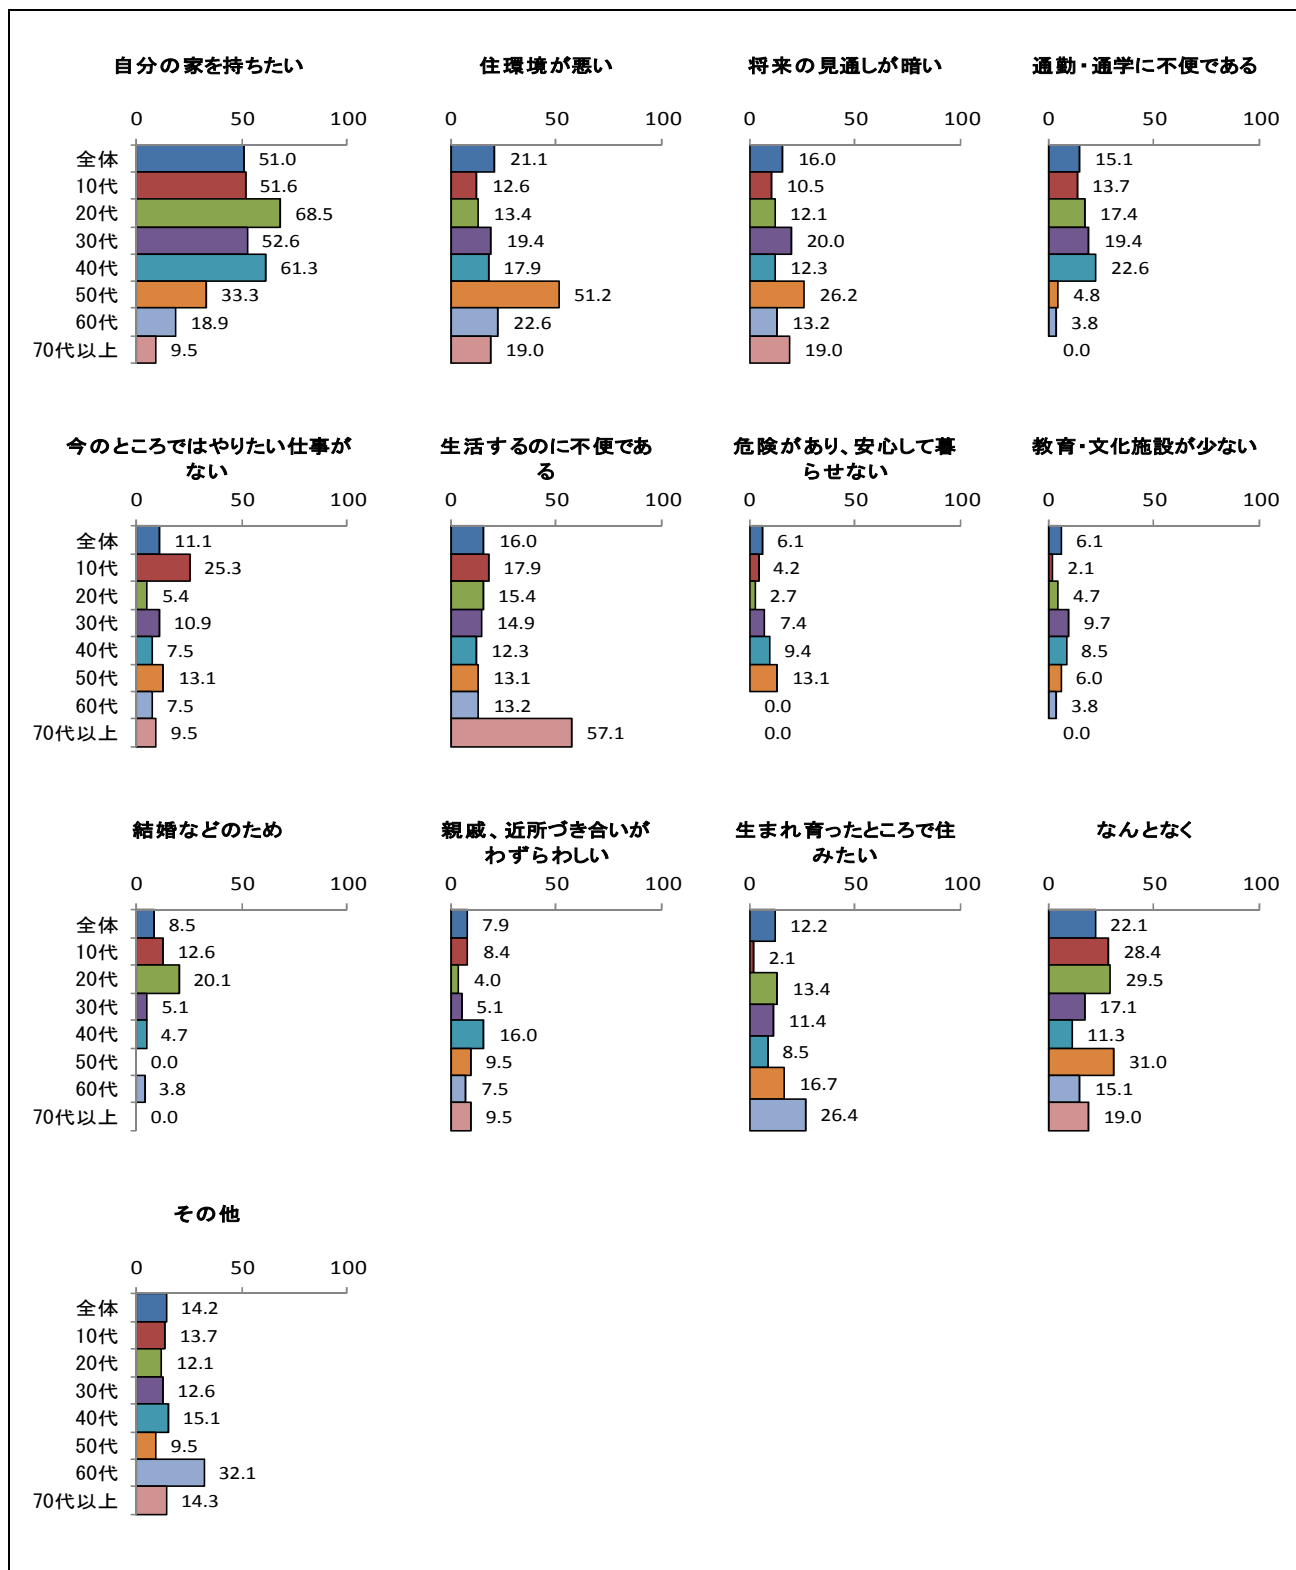 自分の家を持ちたい
住環境が悪い
将来の見通しが暗い
通勤・通学に不便である
0 50 100
0 50 100
0 50 100
0 50 100
全体 51.0 21.1 16.0 15.1
10代 51.6 12.6 10.5 13.7
20代 68.5 13.4 12.1 17.4
30代 52.6 19.4 20.0 19.4
40代 61.3 17.9 12.3 22.6
50代 33.3 51.2 26.2 4.8
60代 18.9 22.6 13.2 3.8
70代以上 9.5 19.0 19.0 0.0
今のところではやりたい仕事が
ない
生活するのに不便であ
る
危険があり、安心して暮
らせない
教育・文化施設が少ない
0 50 100
0 50 100
0 50 100
0 50 100
全体 11.1 16.0 6.1 6.1
10代 25.3 17.9 4.2 2.1
20代 5.4 15.4 2.7 4.7
30代 10.9 14.9 7.4 9.7
40代 7.5 12.3 9.4 8.5
50代 13.1 13.1 13.1 6.0
60代 7.5 13.2 0.0 3.8
70代以上 9.5 57.1 0.0 0.0
結婚などのため
親戚、近所づき合いが
わずらわしい
生まれ育ったところで住
みたい
なんとなく
0 50 100
0 50 100
0 50 100
0 50 100
全体 8.5 7.9 12.2 22.1
10代 12.6 8.4 2.1 28.4
20代 20.1 4.0 13.4 29.5
30代 5.1 5.1 11.4 17.1
40代 4.7 16.0 8.5 11.3
50代 0.0 9.5 16.7 31.0
60代 3.8 7.5 26.4 15.1
70代以上 0.0 9.5 19.0
その他
0 50 100
全体 14.2
10代 13.7
20代 12.1
30代 12.6
40代 15.1
50代 9.5
60代 32.1
70代以上 14.3